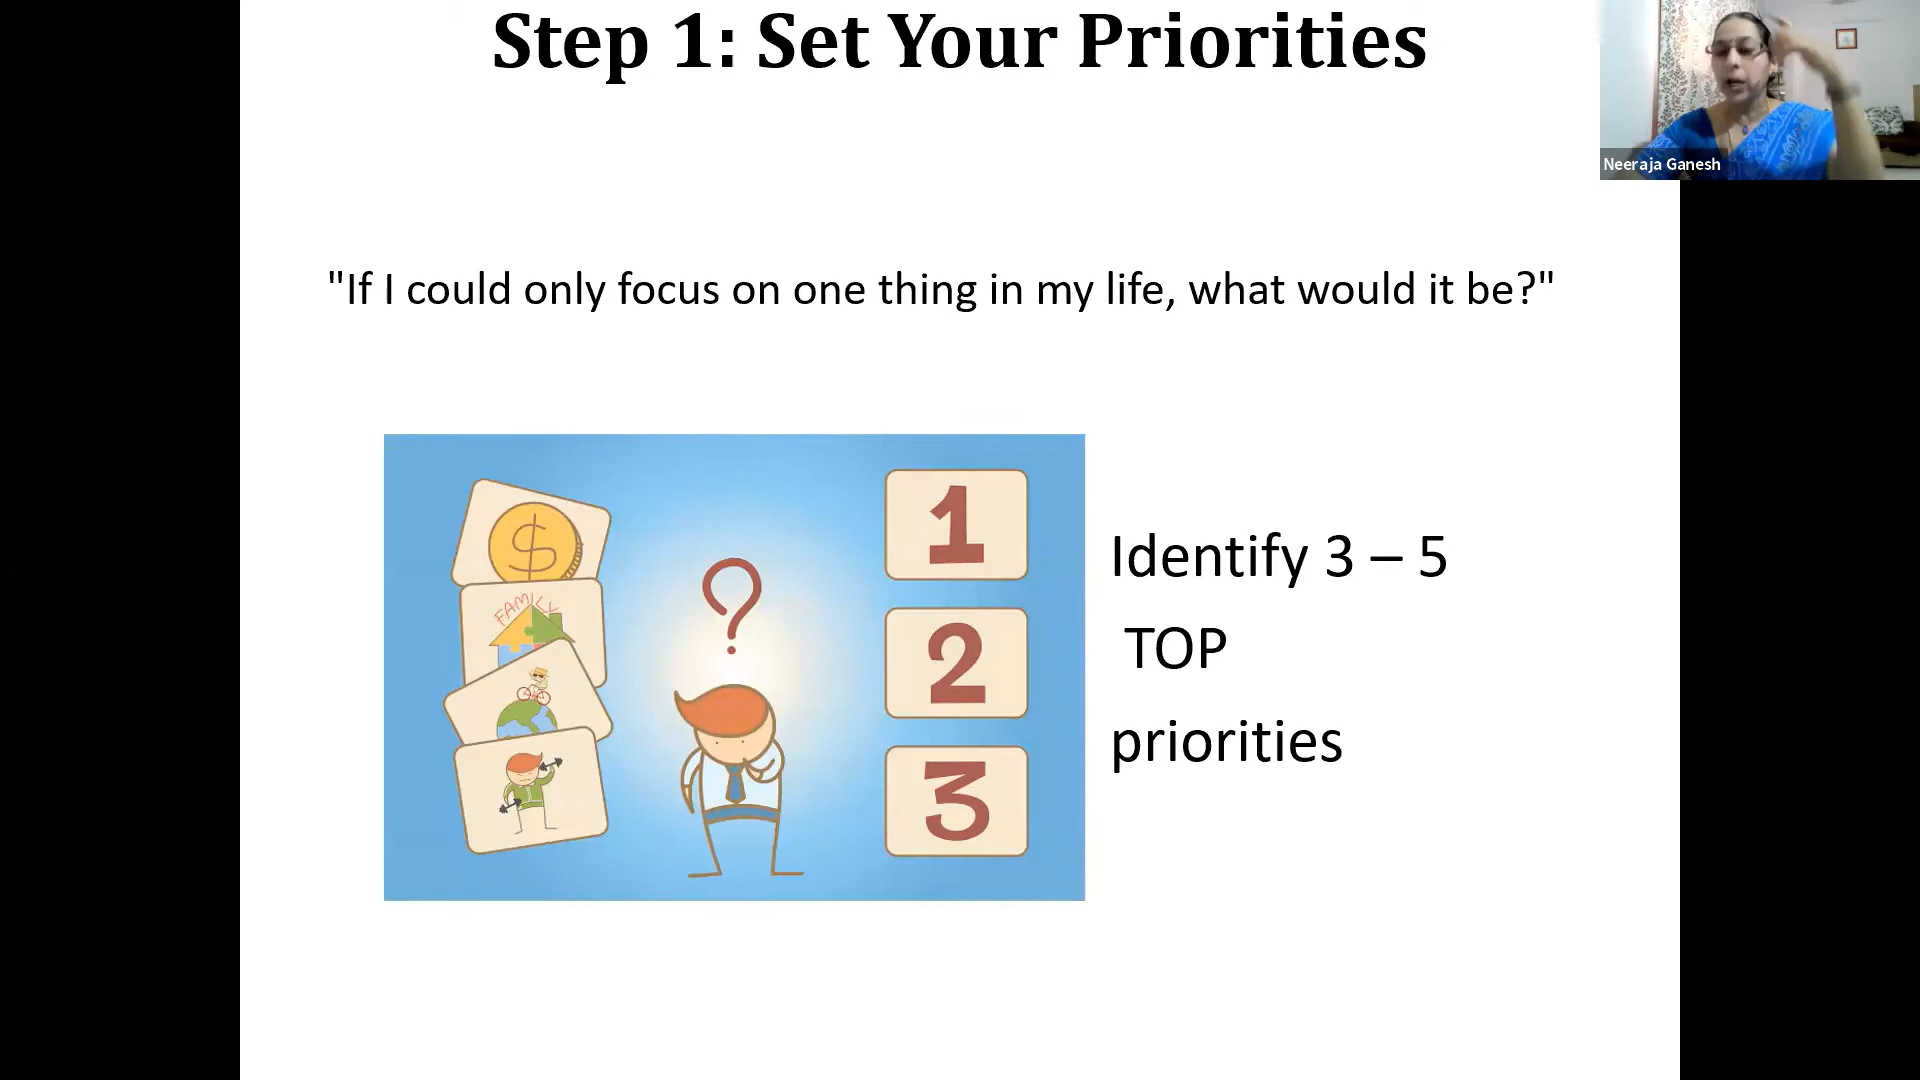 Step 1: Set Your Priorities
Neeraja Ganesh
"If I could only focus on one thing in my life, what would it be?"
$
FAMILY
?
1
2
3
Identify 3 – 5
TOP
priorities